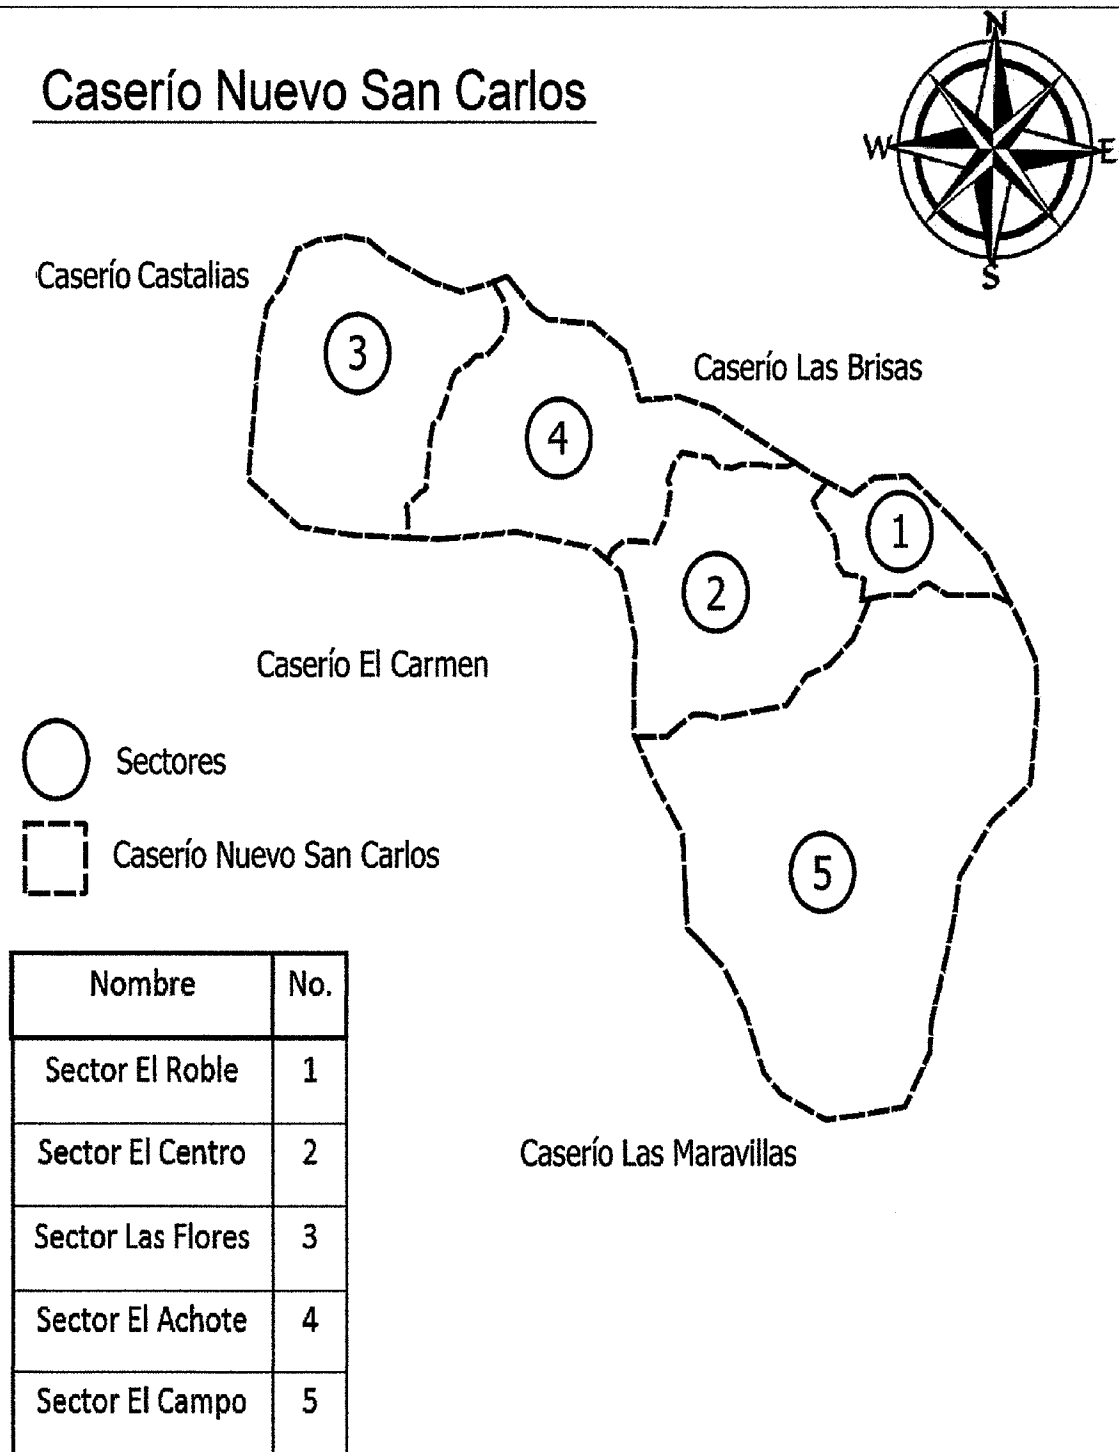 N
Caserío Nuevo San Carlos
W
E
S
Caserío Castalias
3
Caserío Las Brisas
4
1
2
Caserío El Carmen
Sectores
Caserío Nuevo San Carlos
5
Nombre No.
Sector El Roble 1
Sector El Centro 2
Sector Las Flores 3
Sector El Achote 4
Sector El Campo 5
Caserío Las Maravillas